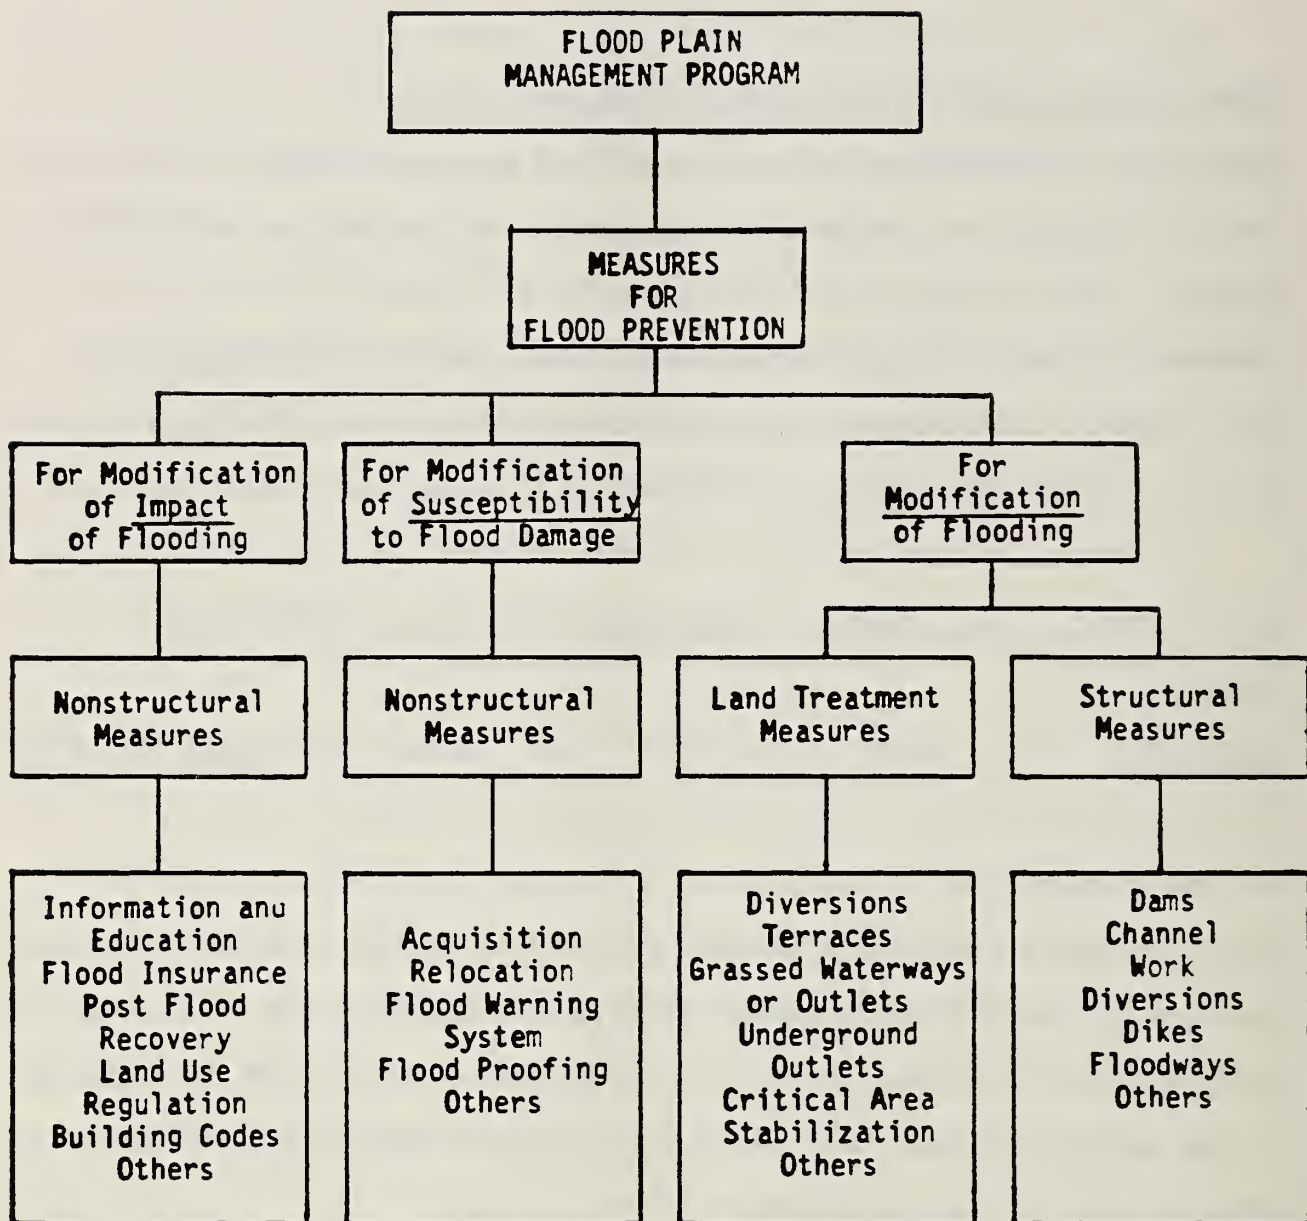 FLOOD PLAIN
MANAGEMENT PROGRAM
MEASURES
FOR
FLOOD PREVENTION
For Modification
of Impact
of Flooding
For Modification
of Susceptibility
to Flood Damage
For
Modification
of Flooding
Nonstructural
Measures
Nonstructural
Measures
Land Treatment
Measures
Structural
Measures
Information and
Education
Flood Insurance
Post Flood
Recovery
Land Use
Regulation
Building Codes
Others
Acquisition
Relocation
Flood Warning
System
Flood Proofing
Others
Diversions
Terraces
Grassed Waterways
or Outlets
Underground
Outlets
Critical Area
Stabilization
Others
Dams
Channel
Work
Diversions
Dikes
Floodways
Others